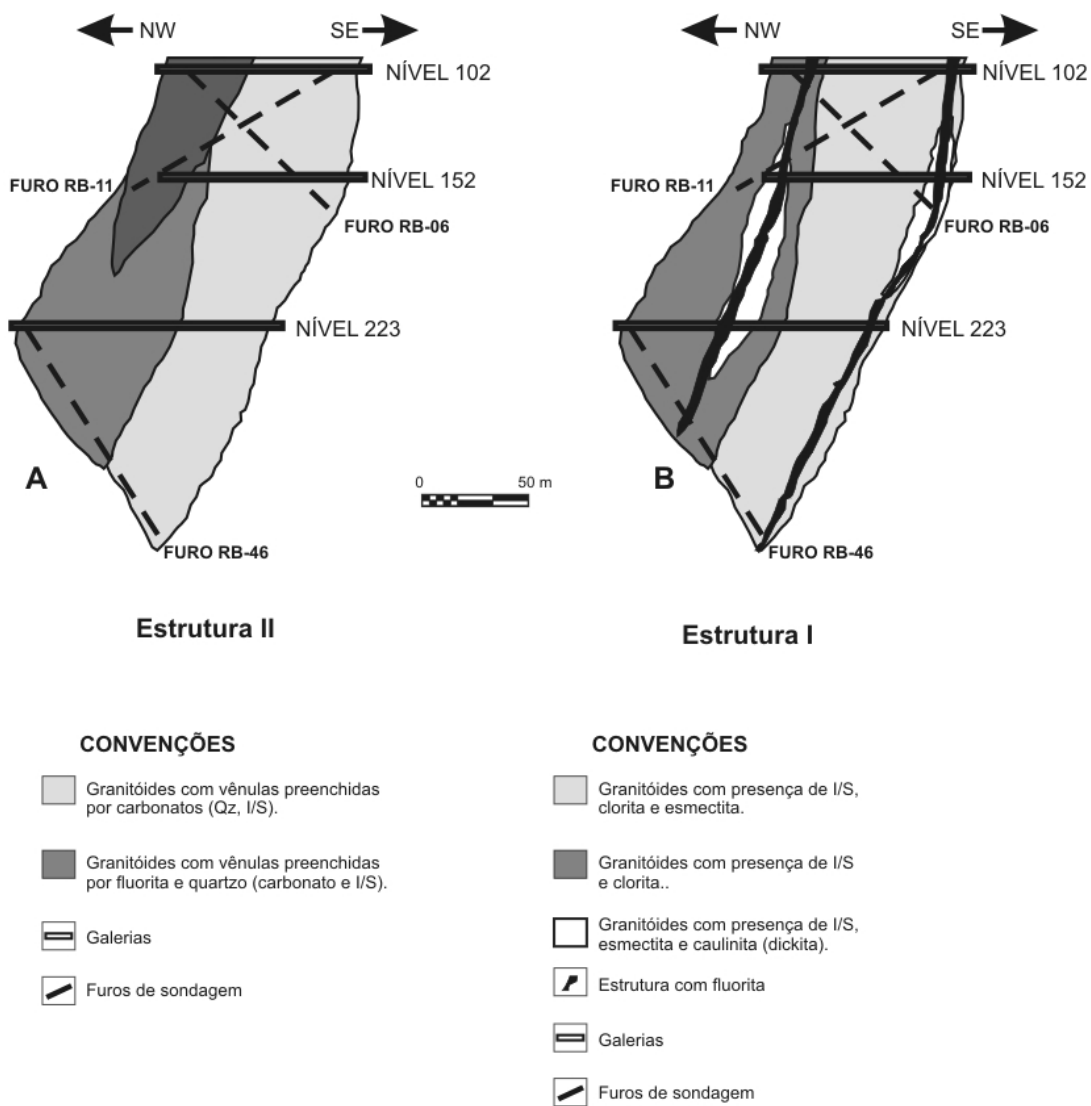 NW
SE
NÍVEL 102
FURO RB-11
NÍVEL 152
FURO RB-06
NÍVEL 223
A
FURO RB-46
0
50 m
NW
SE
NÍVEL 102
FURO RB-11
NÍVEL 152
FURO RB-06
NÍVEL 223
B
FURO RB-46
Estrutura II
Estrutura I
CONVENÇÕES
Granitóides com vênulas preenchidas
por carbonatos (Qz, I/S).
Granitóides com vênulas preenchidas
por fluorita e quartzo (carbonato e I/S).
Galerias
Furos de sondagem
CONVENÇÕES
Granitóides com presença de I/S,
clorita e esmectita.
Granitóides com presença de I/S
e clorita..
Granitóides com presença de I/S,
esmectita e caulinita (dickita).
Estrutura com fluorita
Galerias
Furos de sondagem